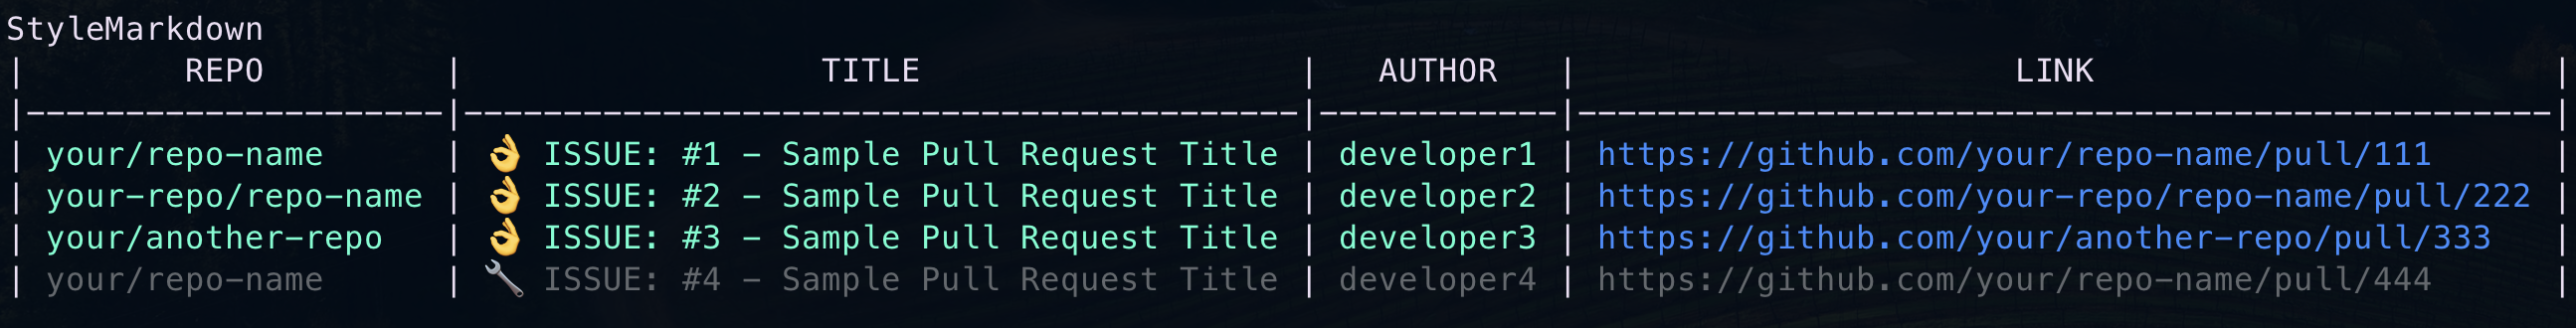 StyleMarkdown
|        REPO         |                  TITLE                   |   AUTHOR   |                      LINK                       |
|---------------------|------------------------------------------|------------|-------------------------------------------------|
| your/repo-name      | 👌 ISSUE: #1 - Sample Pull Request Title | developer1 | https://github.com/your/repo-name/pull/111      |
| your-repo/repo-name | 👌 ISSUE: #2 - Sample Pull Request Title | developer2 | https://github.com/your-repo/repo-name/pull/222 |
| your/another-repo   | 👌 ISSUE: #3 - Sample Pull Request Title | developer3 | https://github.com/your/another-repo/pull/333   |
| your/repo-name      | 🔧 ISSUE: #4 - Sample Pull Request Title | developer4 | https://github.com/your/repo-name/pull/444      |